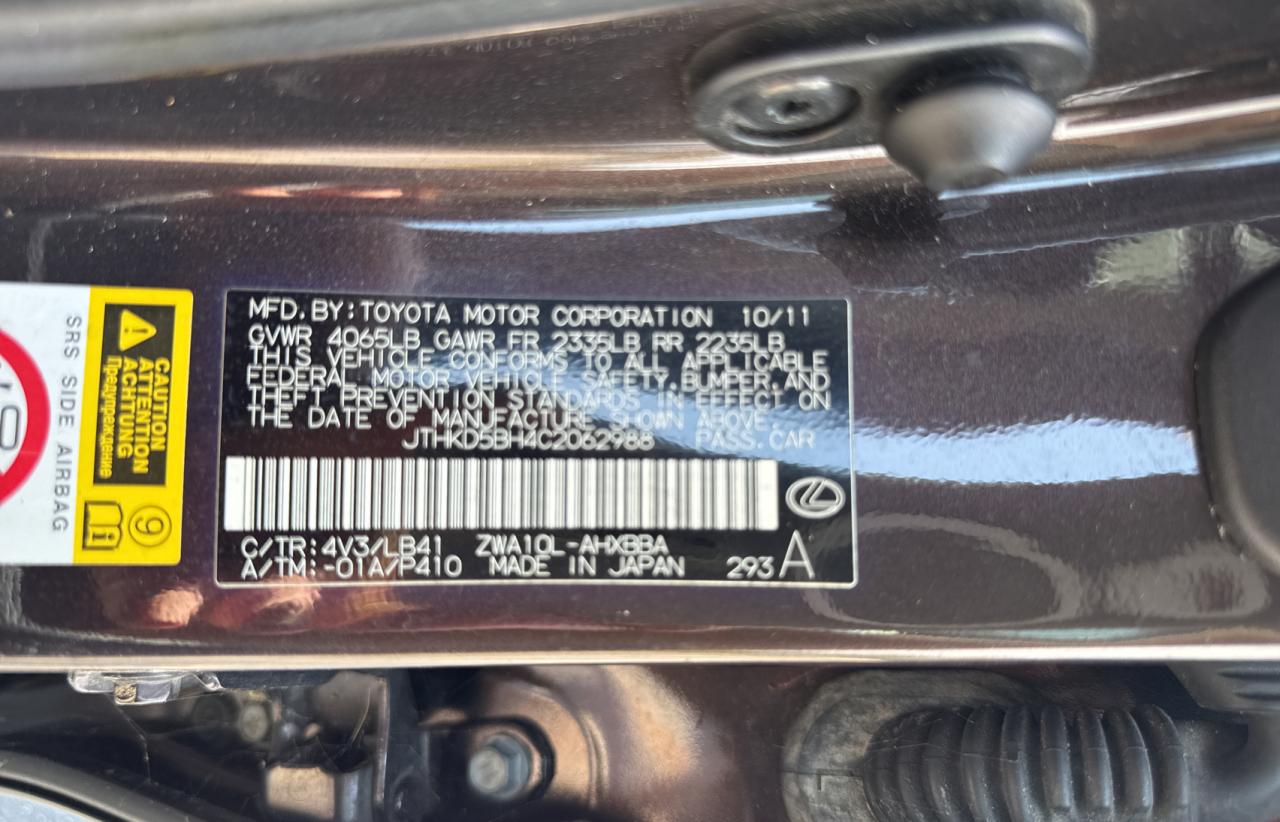 MFD.BY:TOYOTA MOTOR CORPORATION 10/11
GVWR 4065LB GAWR FR 2335LB RR 2235LB
THIS VEHICLE CONFORMS TO ALL APPLICABLE
FEDERAL MOTOR VEHICLE SAFETY,BUMPER,AND
THEFT PREVENTION STANDARDS IN EFFECT ON
THE DATE OF MANUFACTURE SHOWN ABOVE.
JTHKD5BH4C2062988 PASS.CAR
C/TR:4V3/LB41 ZWA10L-AHXBBA
A/TM:-01A/P410 MADE IN JAPAN 293 A
CAUTION
ATTENTION
ACHTUNG
Предупреждение
9
SRS SIDE AIRBAG